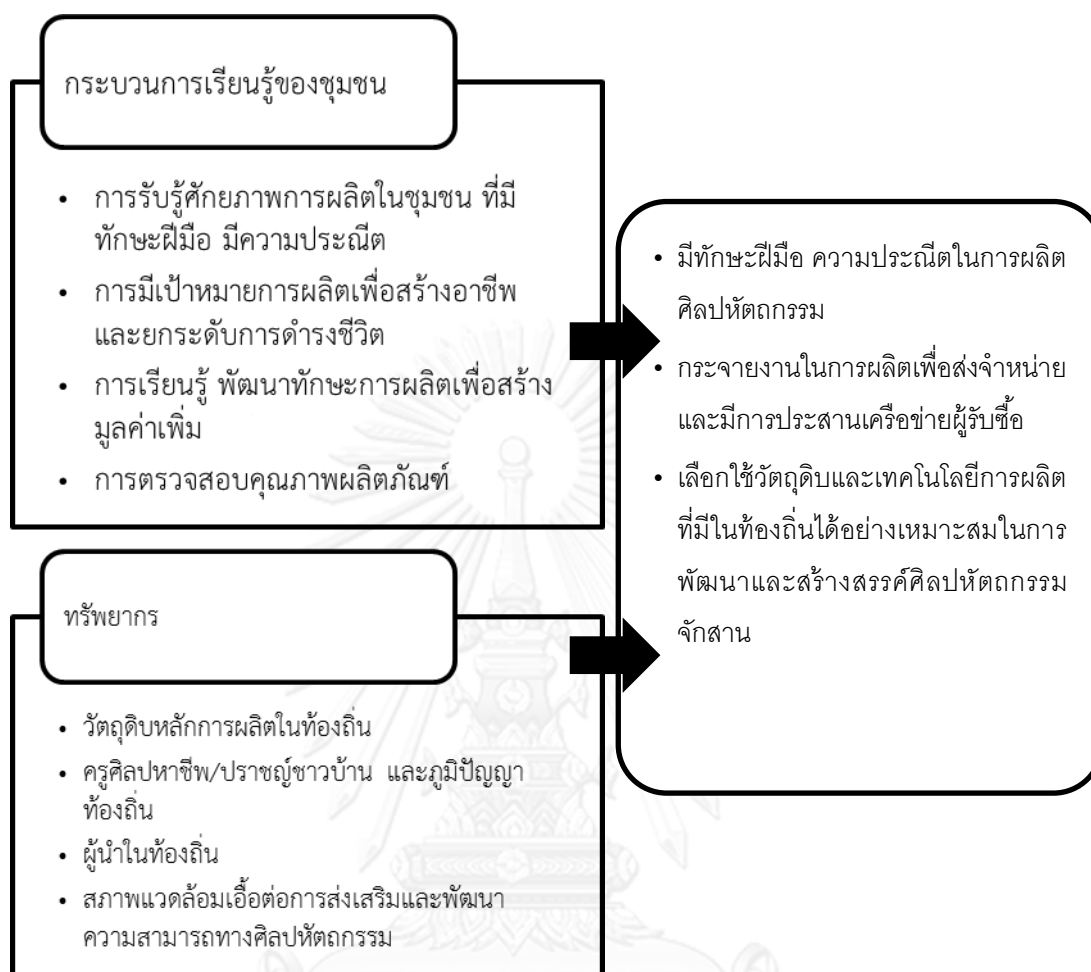 กระบวนการเรียนรู้ของชุมชน
• การรับรู้ศักยภาพการผลิตในชุมชน ที่มี
ทักษะฝีมือ มีความประณีต
• การมีเป้าหมายการผลิตเพื่อสร้างอาชีพ
และยกระดับการดำรงชีวิต
• การเรียนรู้ พัฒนาทักษะการผลิตเพื่อสร้าง
มูลค่าเพิ่ม
• การตรวจสอบคุณภาพผลิตภัณฑ์
ทรัพยากร
• วัตถุดิบหลักการผลิตในท้องถิ่น
• ครูศิลปหาชีพ/ปราชญ์ชาวบ้าน และภูมิปัญญา
ท้องถิ่น
• ผู้นำในท้องถิ่น
• สภาพแวดล้อมเอื้อต่อการส่งเสริมและพัฒนา
ความสามารถทางศิลปหัตถกรรม
• มีทักษะฝีมือ ความประณีตในการผลิต
ศิลปหัตถกรรม
• กระจายงานในการผลิตเพื่อส่งจำหน่าย
และมีการประสานเครือข่ายผู้รับซื้อ
• เลือกใช้วัตถุดิบและเทคโนโลยีการผลิต
ที่มีในท้องถิ่นได้อย่างเหมาะสมในการ
พัฒนาและสร้างสรรค์ศิลปหัตถกรรม
จักสาน